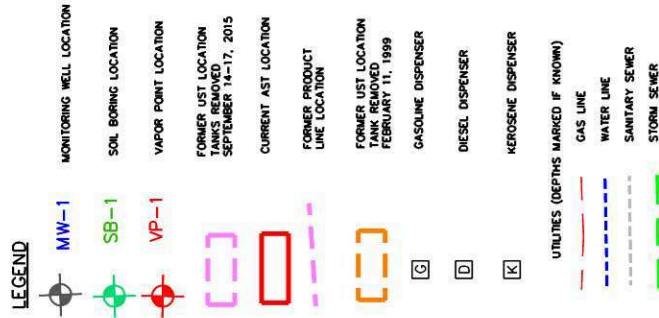 LEGEND
MW-1 MONITORING WELL LOCATION
SB-1 SOIL BORING LOCATION
VP-1 VAPOR POINT LOCATION
FORMER UST LOCATION
TANKS REMOVED
SEPTEMBER 14-17, 2015
CURRENT AST LOCATION
FORMER PRODUCT
LINE LOCATION
FORMER UST LOCATION
TANK REMOVED
FEBRUARY 11, 1999
G GASOLINE DISPENSER
D DIESEL DISPENSER
K KEROSENE DISPENSER
UTILITIES (DEPTHS MARKED IF KNOWN)
GAS LINE
WATER LINE
SANITARY SEWER
STORM SEWER